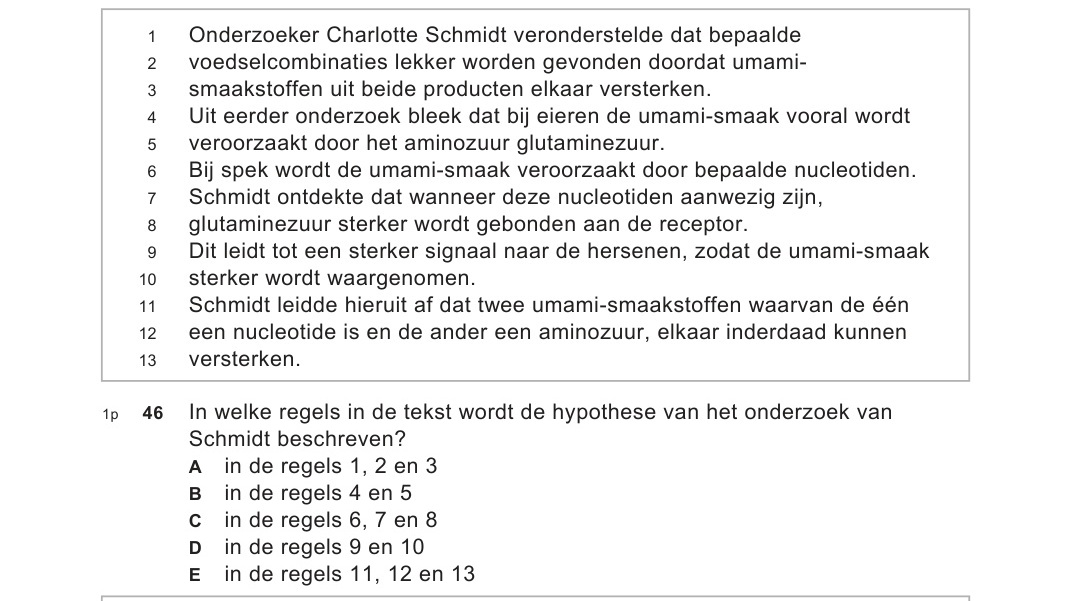 1 Onderzoeker Charlotte Schmidt veronderstelde dat bepaalde
2 voedselcombinaties lekker worden gevonden doordat umami-
3 smaakstoffen uit beide producten elkaar versterken.
4 Uit eerder onderzoek bleek dat bij eieren de umami-smaak vooral wordt
5 veroorzaakt door het aminozuur glutaminezuur.
6 Bij spek wordt de umami-smaak veroorzaakt door bepaalde nucleotiden.
7 Schmidt ontdekte dat wanneer deze nucleotiden aanwezig zijn,
8 glutaminezuur sterker wordt gebonden aan de receptor.
9 Dit leidt tot een sterker signaal naar de hersenen, zodat de umami-smaak
10 sterker wordt waargenomen.
11 Schmidt leidde hieruit af dat twee umami-smaakstoffen waarvan de één
12 een nucleotide is en de ander een aminozuur, elkaar inderdaad kunnen
13 versterken.
1p 46 In welke regels in de tekst wordt de hypothese van het onderzoek van
Schmidt beschreven?
A in de regels 1, 2 en 3
B in de regels 4 en 5
C in de regels 6, 7 en 8
D in de regels 9 en 10
E in de regels 11, 12 en 13